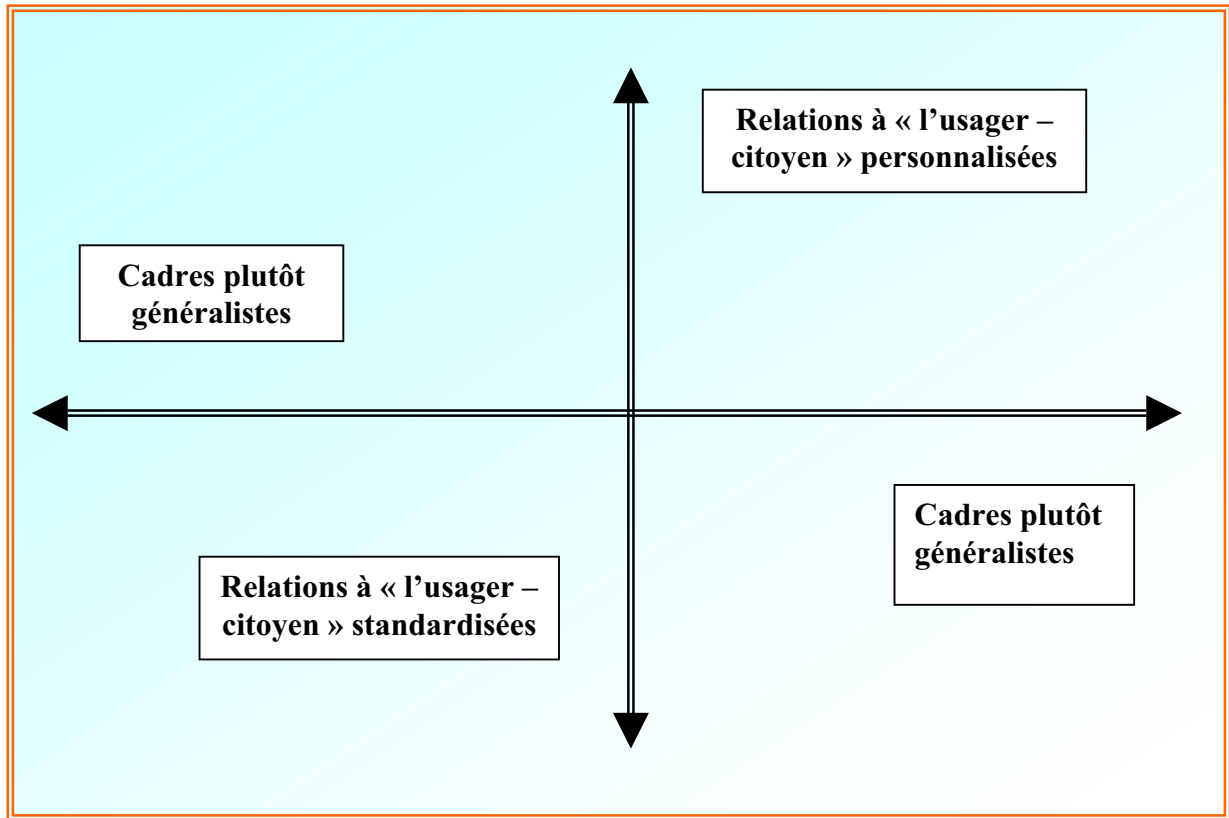 Relations à « l’usager –
citoyen » personnalisées
Cadres plutôt
généralistes
Cadres plutôt
généralistes
Relations à « l’usager –
citoyen » standardisées